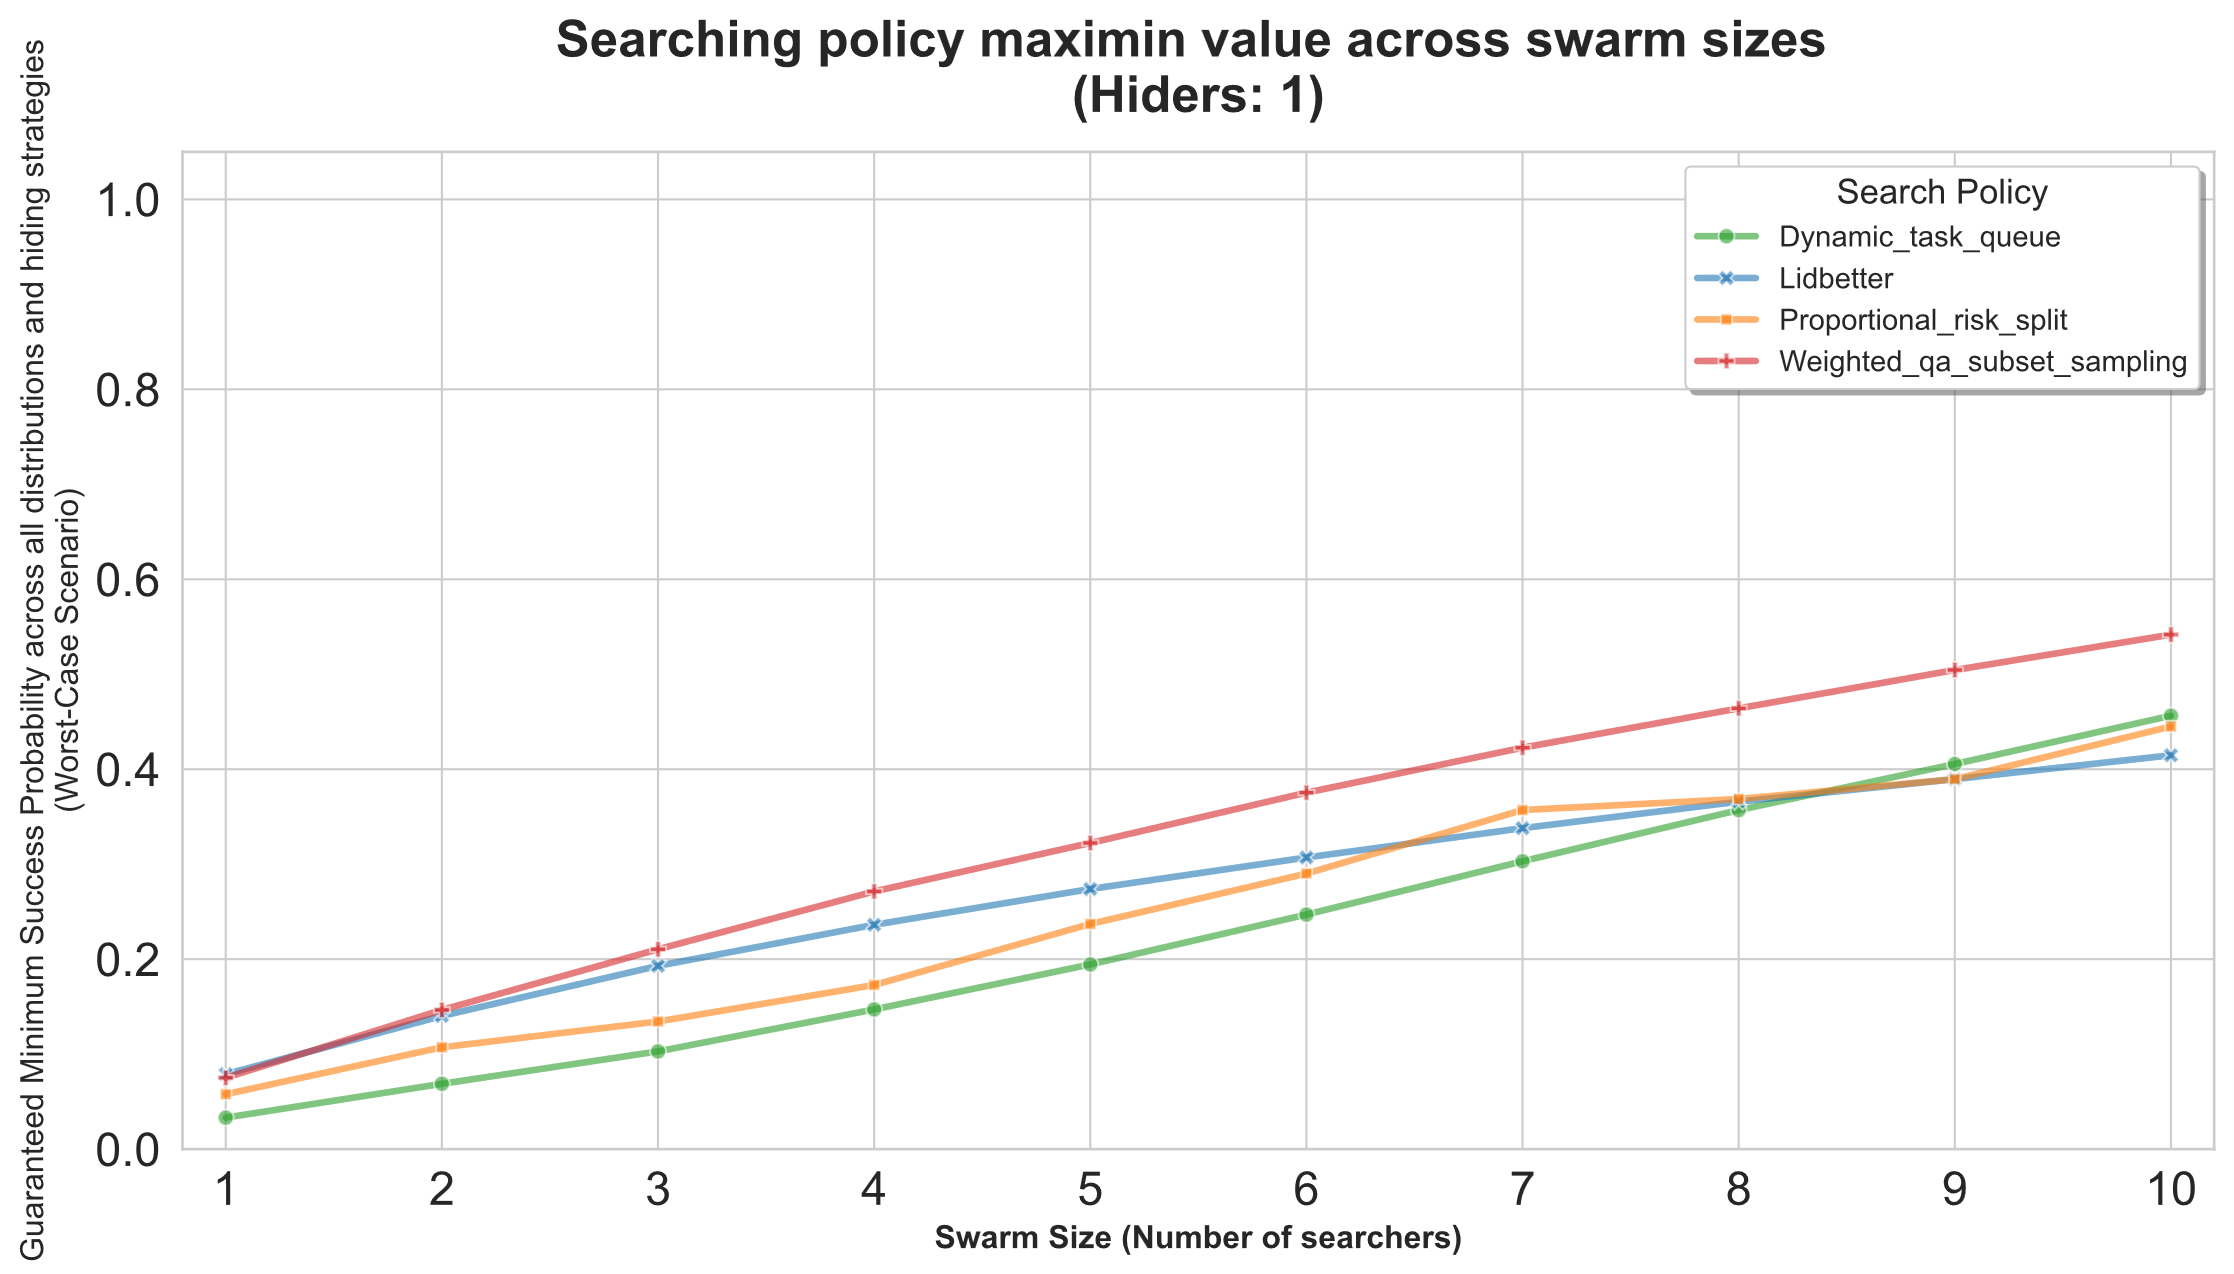 Searching policy maximin value across swarm sizes
(Hiders: 1)
Guaranteed Minimum Success Probability across all distributions and hiding strategies
(Worst-Case Scenario)
1.0
0.8
0.6
0.4
0.2
0.0
Search Policy
Dynamic_task_queue
Lidbetter
Proportional_risk_split
Weighted_qa_subset_sampling
1 2 3 4 5 6 7 8 9 10
Swarm Size (Number of searchers)